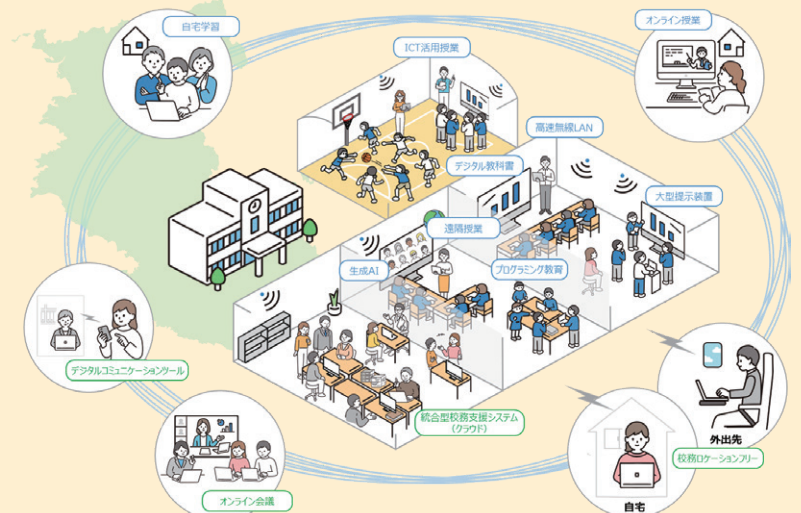 自宅学習
ICT活用授業
オンライン授業
高速無線LAN
デジタル教科書
大型提示装置
遠隔授業
生成AI
プログラミング教育
デジタルコミュニケーションツール
統合型校務支援システム
(クラウド)
外出先
校務ロケーションフリー
オンライン会議
自宅